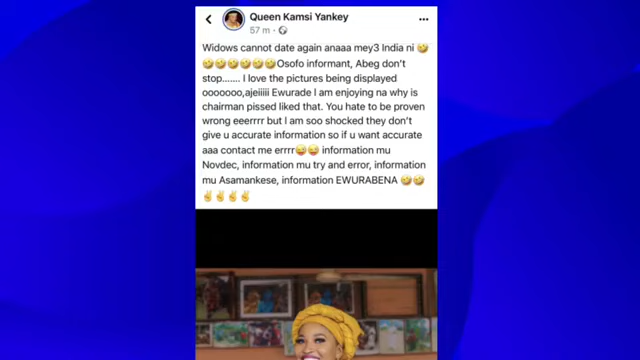 Queen Kamsi Yankey
57 m
Widows cannot date again anaaa mey3 India ni 🤣
🤣🤣🤣🤣🤣🤣Osofo informant, Abeg don't
stop....... I love the pictures being displayed
ooooooo,ajeiiiii Ewurade I am enjoying na why is
chairman pissed liked that. You hate to be proven
wrong eeerrrr but I am soo shocked they don't
give u accurate information so if u want accurate
aaa contact me errrr😜😜 information mu
Novdec, information mu try and error, information
mu Asamankese, information EWURABENA 🤣🤣
✌✌✌✌